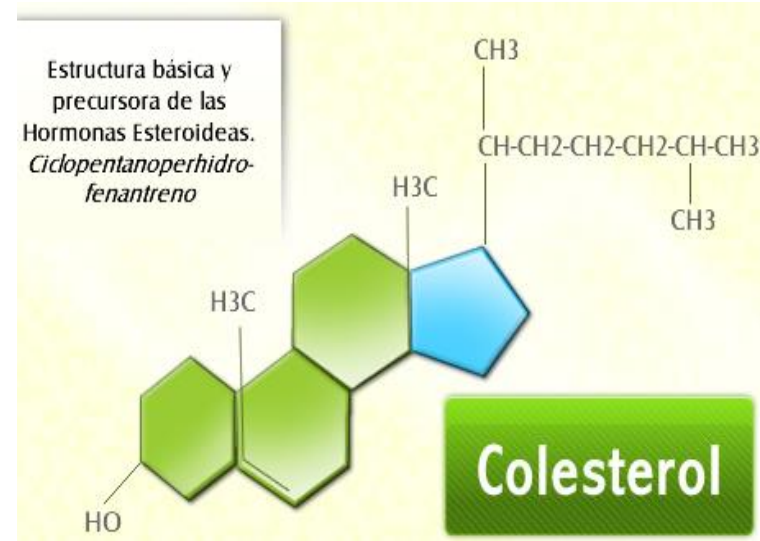 Estructura básica y
precursora de las
Hormonas Esteroideas.
Ciclopentanoperhidro-
fenantreno
CH3
CH-CH2-CH2-CH2-CH-CH3
H3C
CH3
H3C
HO
Colesterol